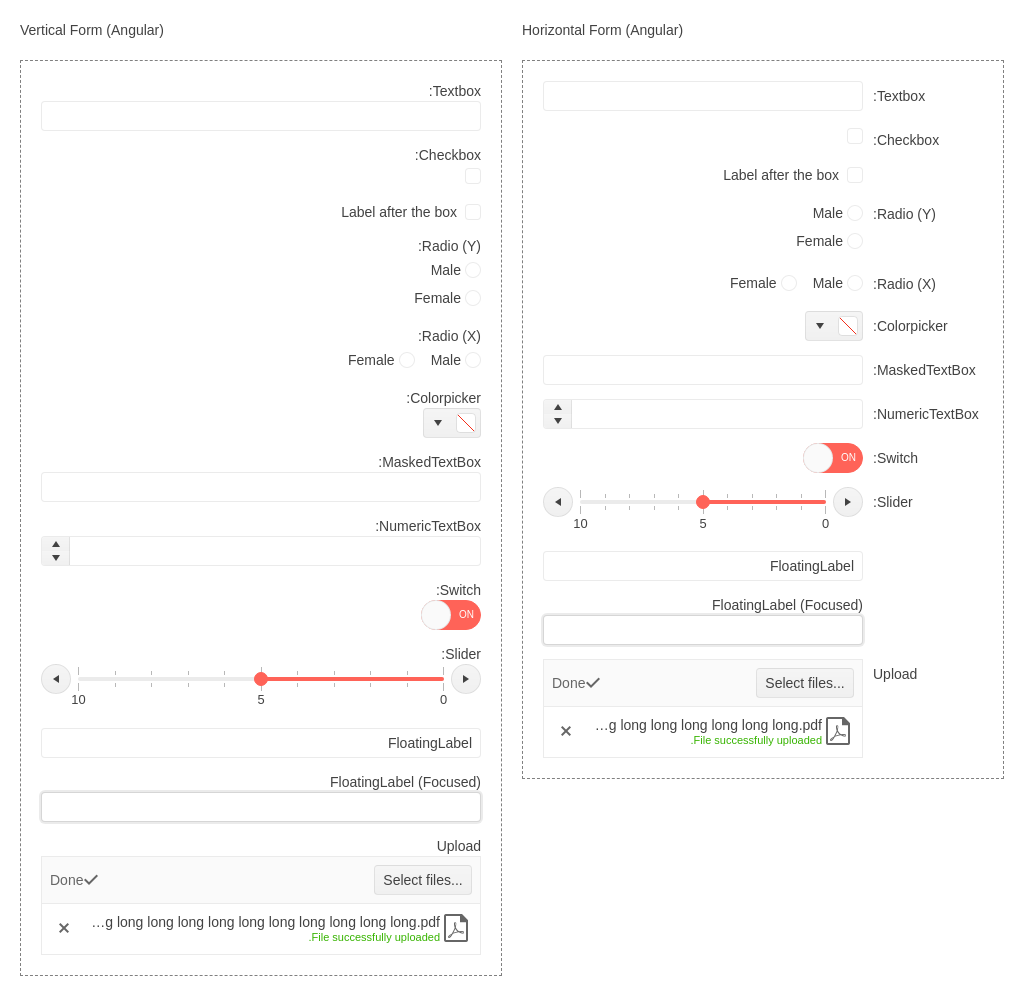 Vertical Form (Angular)
:Textbox
:Checkbox
Label after the box
:Radio (Y)
Male
Female
:Radio (X)
Female Male
:Colorpicker
:MaskedTextBox
:NumericTextBox
:Switch
ON
:Slider
10 5 0
FloatingLabel
FloatingLabel (Focused)
Upload
Done Select files...
...g long long long long long long long long long long.pdf
.File successfully uploaded
Horizontal Form (Angular)
:Textbox
:Checkbox
Label after the box
Male :Radio (Y)
Female
Female Male :Radio (X)
:Colorpicker
:MaskedTextBox
:NumericTextBox
ON :Switch
:Slider
10 5 0
FloatingLabel
FloatingLabel (Focused)
Upload
Done Select files...
...g long long long long long long.pdf
.File successfully uploaded